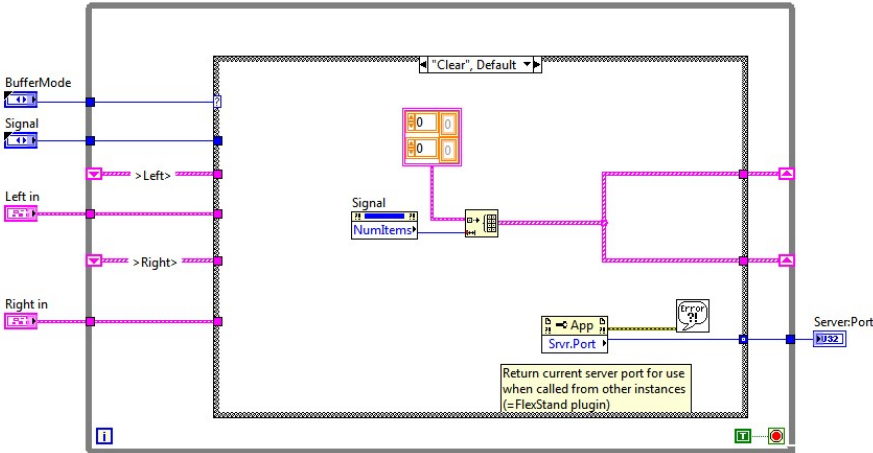 "Clear", Default
BufferMode
Signal
>Left>
Left in
>Right>
Right in
0 0
0 0
Signal
NumItems
App
Srvr.Port
Error
?!
Server:Port
U32
Return current server port for use
when called from other instances
(=FlexStand plugin)
i
T